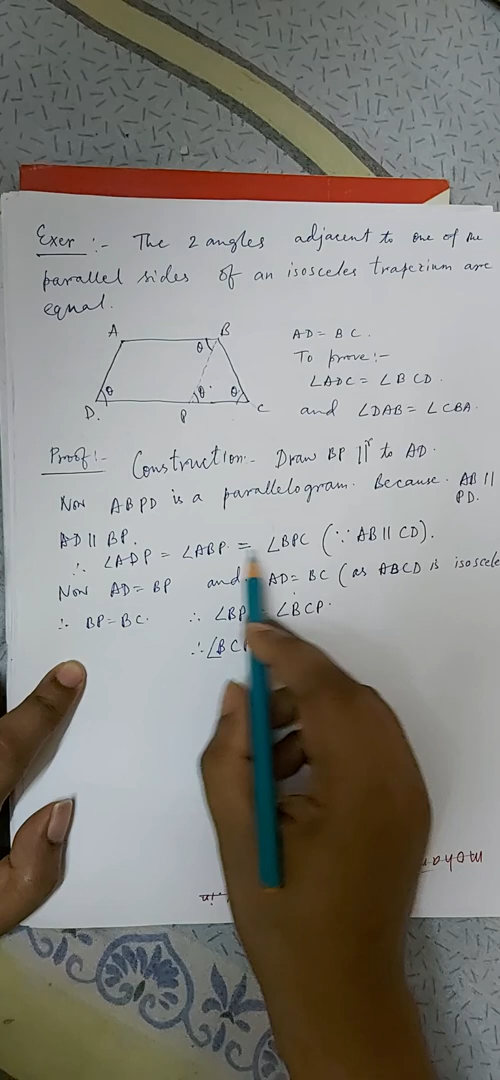 Exer :- The 2 angles adjacent to one of the
parallel sides of an isosceles trapezium are
equal.
A B
θ
θ θ θ
D. P C
AD = BC.
To prove :-
∠ADC = ∠BCD.
and ∠DAB = ∠CBA.
Proof :- Construction:- Draw BP ||r to AD.
Now ABPD is a parallelogram. Because AB ||
PD.
AD || BP.
∴ ∠ADP = ∠ABP = ∠BPC (∵ AB || CD).
Now AD = BP and AD = BC (as ABCD is isoscele
∴ BP = BC. ∴ ∠BP = ∠BCP.
∴ ∠BC